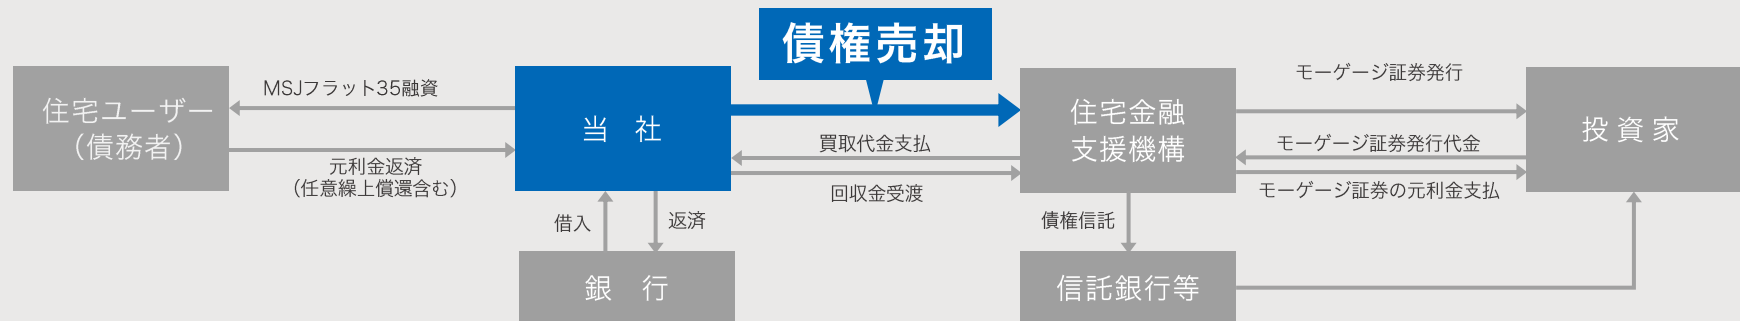 債権売却
住宅ユーザー
（債務者）
MSJフラット35融資
元利金返済
（任意繰上償還含む）
当　社
買取代金支払
回収金受渡
住宅金融
支援機構
モーゲージ証券発行
モーゲージ証券発行代金
モーゲージ証券の元利金支払
投資家
借入
返済
債権信託
銀　行
信託銀行等